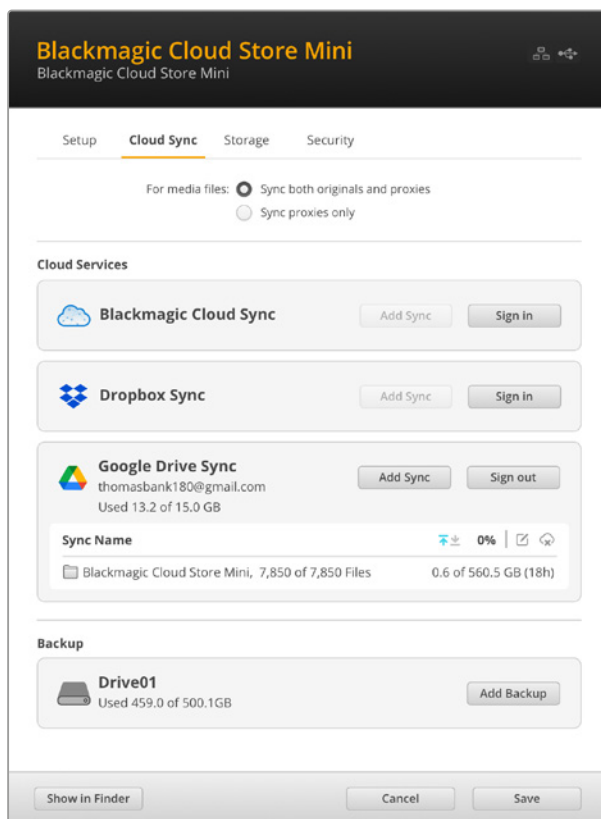 Blackmagic Cloud Store Mini
Blackmagic Cloud Store Mini
Setup Cloud Sync Storage Security
For media files: Sync both originals and proxies
Sync proxies only
Cloud Services
Blackmagic Cloud Sync Add Sync Sign in
Dropbox Sync Add Sync Sign in
Google Drive Sync
thomasbank180@gmail.com Add Sync Sign out
Used 13.2 of 15.0 GB
Sync Name 0%
Blackmagic Cloud Store Mini, 7,850 of 7,850 Files 0.6 of 560.5 GB (18h)
Backup
Drive01
Used 459.0 of 500.1GB Add Backup
Show in Finder Cancel Save